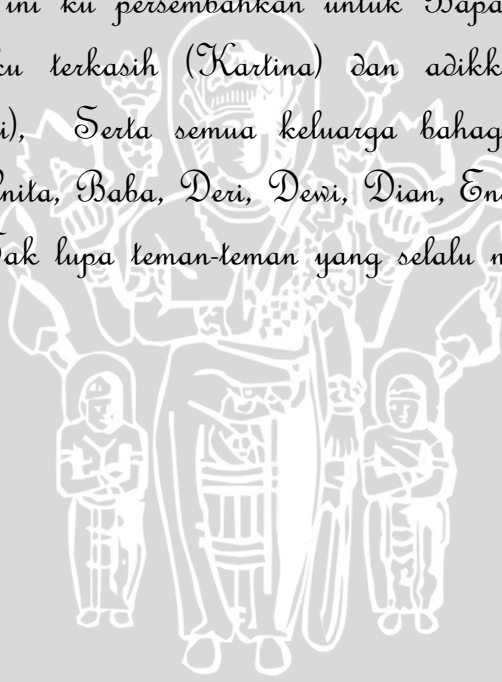 ini ku persembahkan untuk Bapa
ku terkasih (Kartina) dan adikk
i), Serta semua keluarga bahag
nita, Baba, Deri, Dewi, Dian, En
ak lupa teman-teman yang selalu